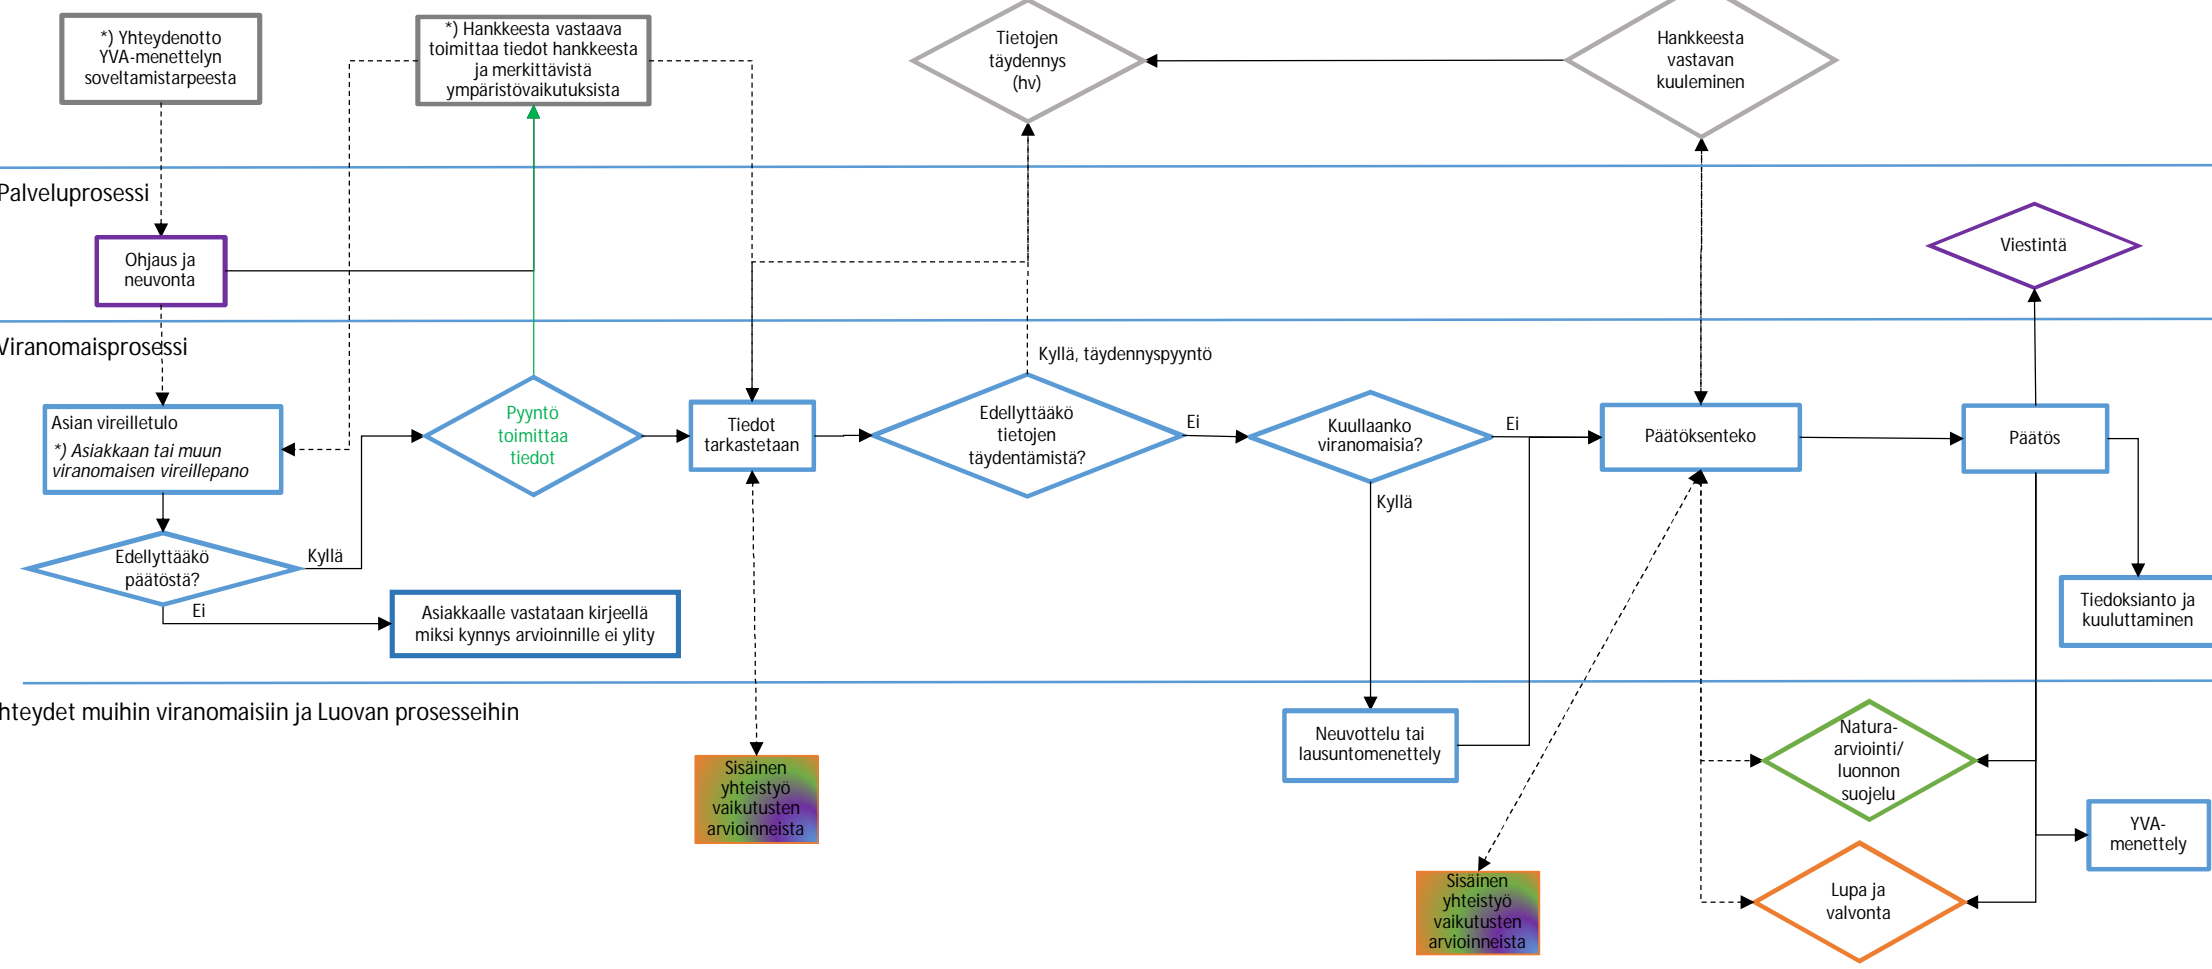 *) Yhteydenotto
YVA-menettelyn
soveltamistarpeesta
*) Hankkeesta vastaava
toimittaa tiedot hankkeesta
ja merkittävistä
ympäristövaikutuksista
Tietojen
täydennys
(hv)
Hankkeesta
vastavan
kuuleminen
Palveluprosessi
Ohjaus ja
neuvonta
Viestintä
Viranomaisprosessi
Kyllä, täydennyspyyntö
Asian vireilletulo
*) Asiakkaan tai muun
viranomaisen vireillepano
Pyyntö
toimittaa
tiedot
Tiedot
tarkastetaan
Edellyttääkö
tietojen
täydentämistä?
Ei
Kuullaanko
viranomaisia?
Ei
Päätöksenteko
Päätös
Kyllä
Edellyttääkö
päätöstä?
Kyllä
Ei
Asiakkaalle vastataan kirjeellä
miksi kynnys arvioinnille ei ylity
Tiedoksianto ja
kuuluttaminen
hteydet muihin viranomaisiin ja Luovan prosesseihin
Sisäinen
yhteistyö
vaikutusten
arvioinneista
Neuvottelu tai
lausuntomenettely
Natura-
arviointi/
luonnon
suojelu
YVA-
menettely
Sisäinen
yhteistyö
vaikutusten
arvioinneista
Lupa ja
valvonta